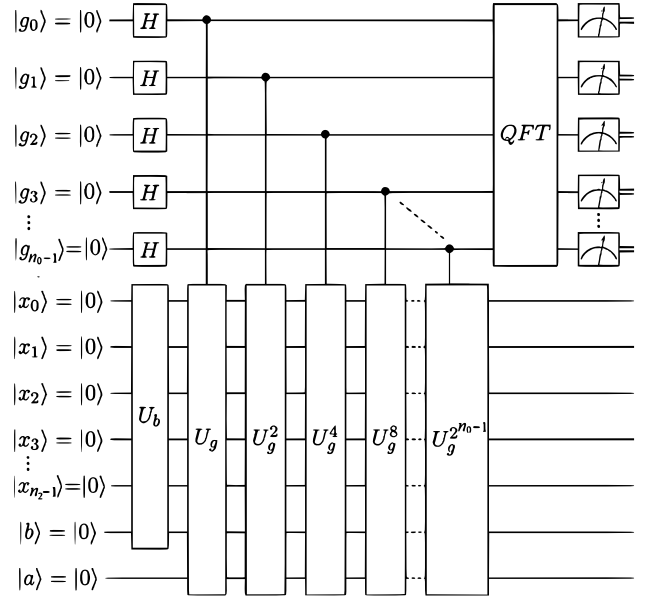 |g₀⟩ = |0⟩ H
|g₁⟩ = |0⟩ H
|g₂⟩ = |0⟩ H QFT
|g₃⟩ = |0⟩ H
⋮ ⋮
|g_{n₀-1}⟩=|0⟩ H
|x₀⟩ = |0⟩
|x₁⟩ = |0⟩
|x₂⟩ = |0⟩
|x₃⟩ = |0⟩ U_b U_g U_g^2 U_g^4 U_g^8 U_g^{2^{n₀-1}}
⋮
|x_{n₂-1}⟩=|0⟩
|b⟩ = |0⟩
|a⟩ = |0⟩